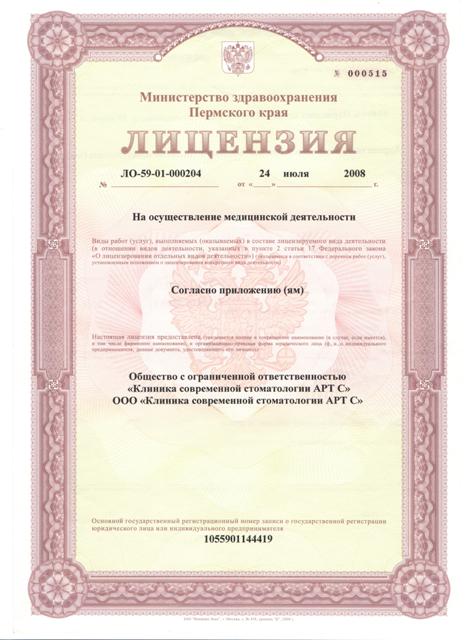 № 000515
Министерство здравоохранения
Пермского края
ЛИЦЕНЗИЯ
№ ЛО-59-01-000204 от « 24 » июля 2008 г.
На осуществление медицинской деятельности
Виды работ (услуг), выполняемых (оказываемых) в составе лицензируемого вида деятельности
(в отношении видов деятельности, указанных в пункте 2 статьи 17 Федерального закона
«О лицензировании отдельных видов деятельности») (указываются в соответствии с перечнем работ (услуг),
установленным положением о лицензировании конкретного вида деятельности)
Согласно приложению (ям)
Настоящая лицензия предоставлена (указывается полное и сокращенное наименование (в случае, если имеется),
в том числе фирменное наименование, и организационно-правовая форма юридического лица (ф, и, о индивидуального
предпринимателя, данные документа, удостоверяющего его личность)
Общество с ограниченной ответственностью
«Клиника современной стоматологии АРТ С»
ООО «Клиника современной стоматологии АРТ С»
Основной государственный регистрационный номер записи о государственной регистрации
юридического лица или индивидуального предпринимателя
1055901144419